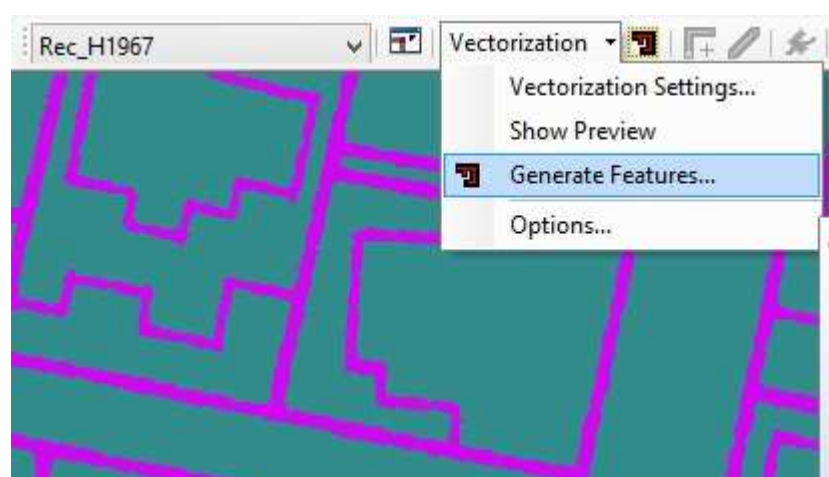 Rec_H1967
Vectorization
Vectorization Settings...
Show Preview
Generate Features...
Options...